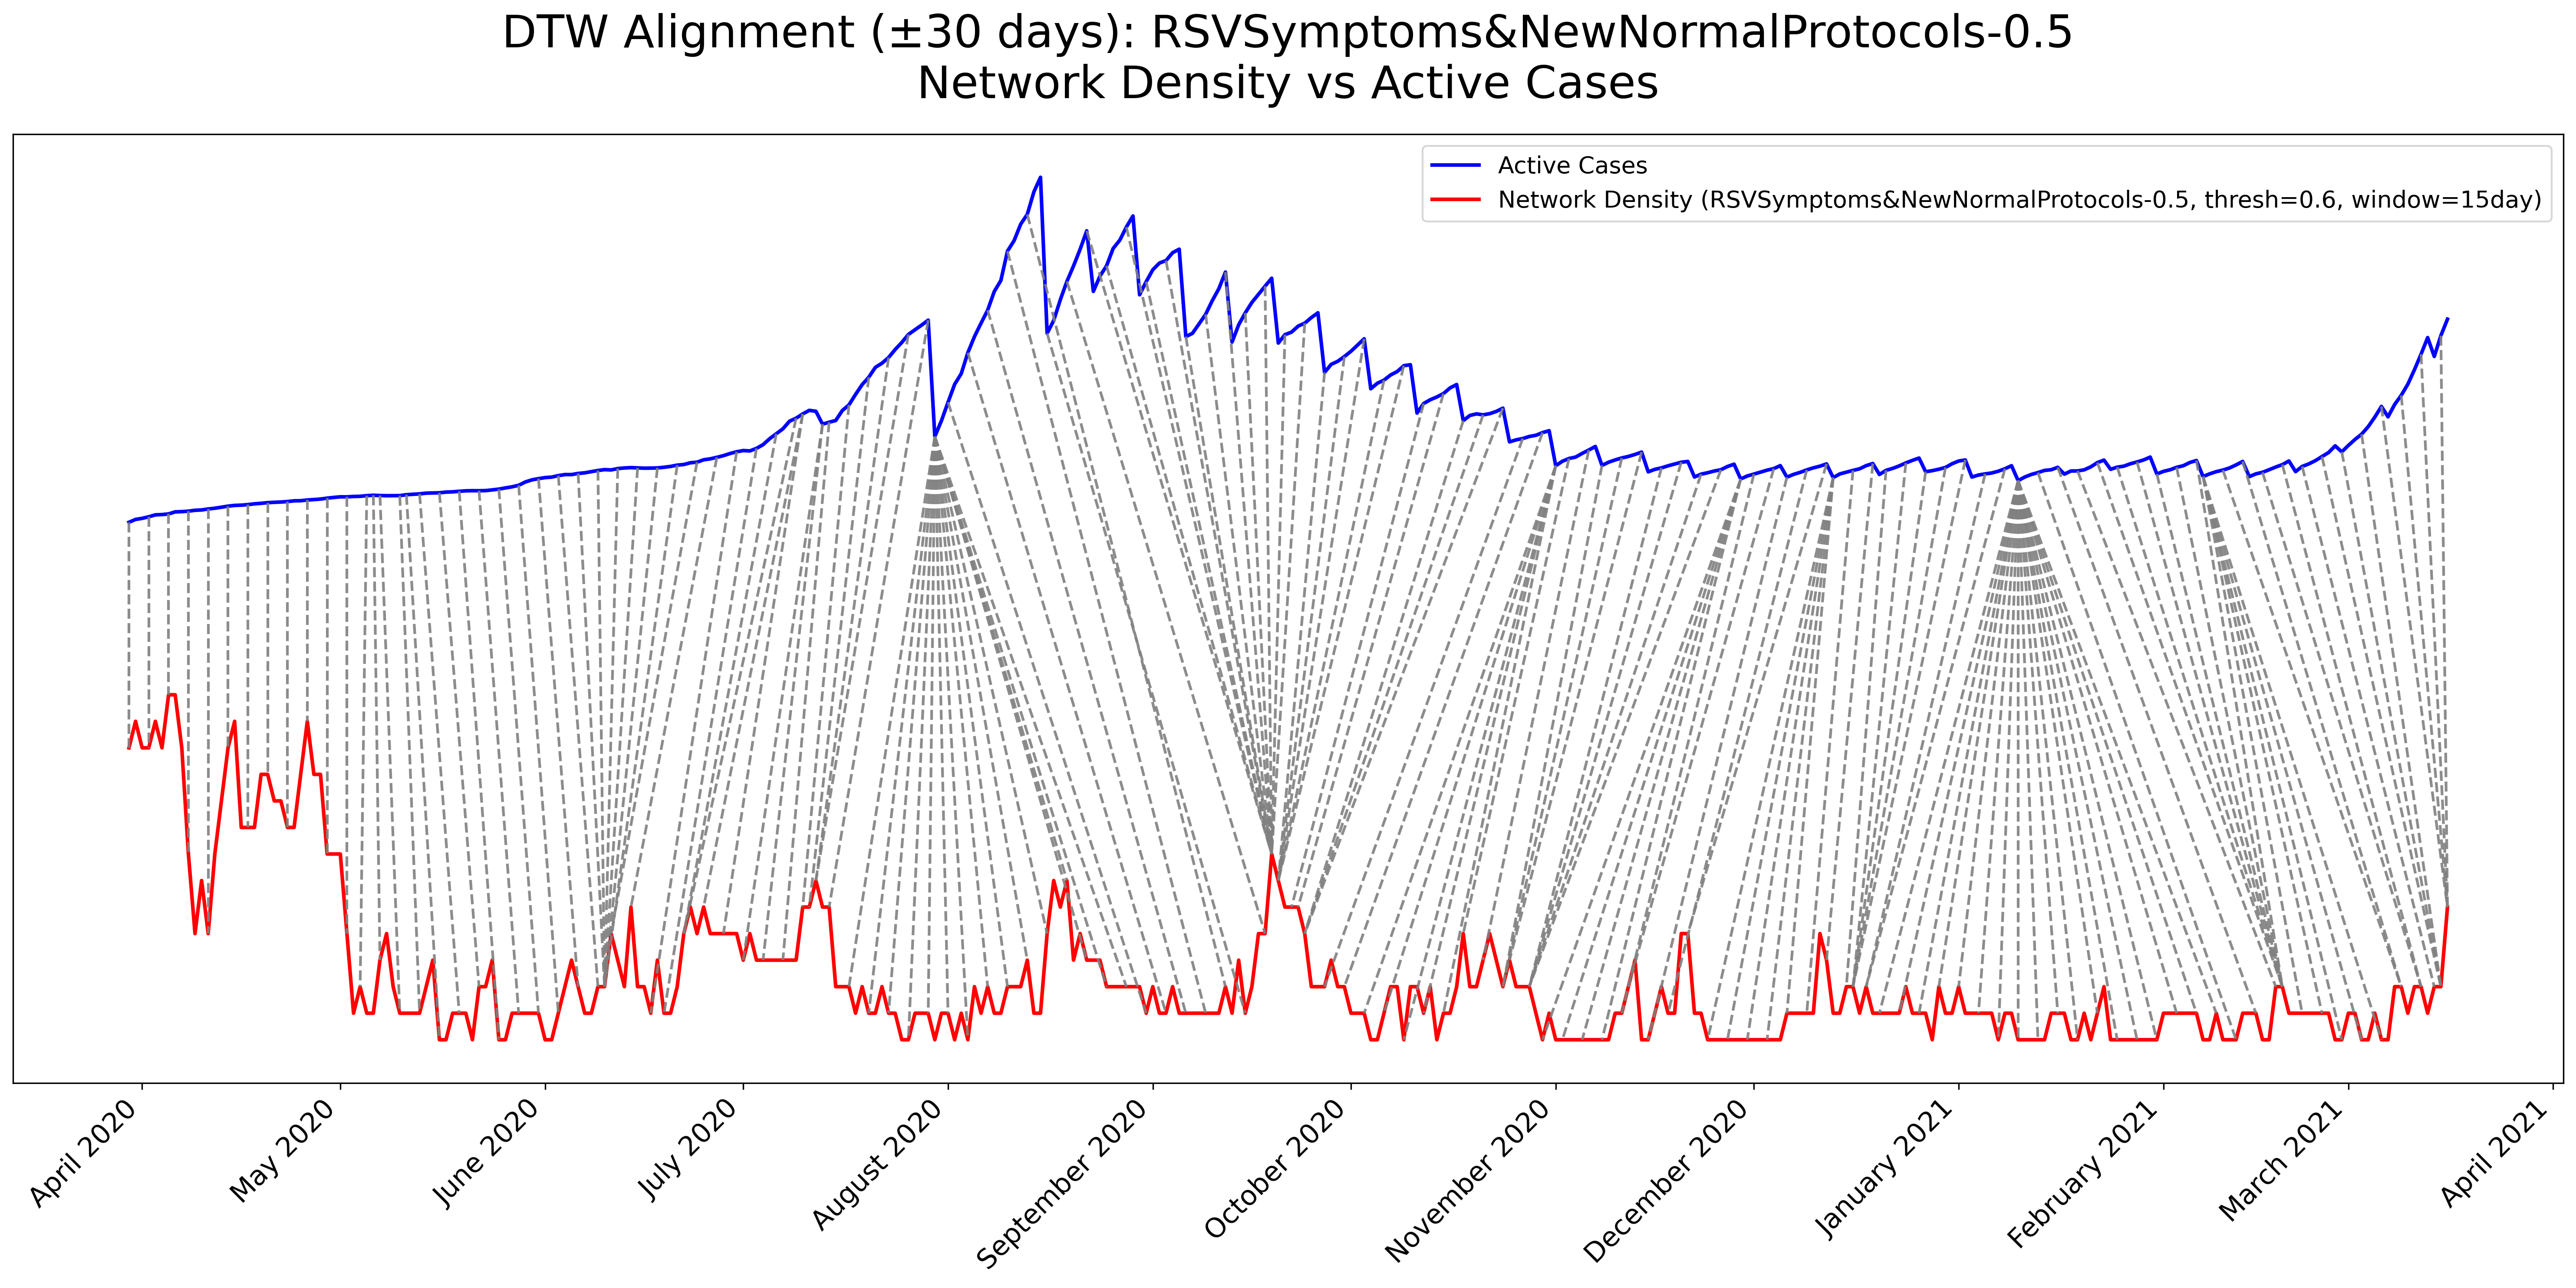 DTW Alignment (±30 days): RSVSymptoms&NewNormalProtocols-0.5
Network Density vs Active Cases
Active Cases
Network Density (RSVSymptoms&NewNormalProtocols-0.5, thresh=0.6, window=15day)
April 2020
May 2020
June 2020
July 2020
August 2020
September 2020
October 2020
November 2020
December 2020
January 2021
February 2021
March 2021
April 2021